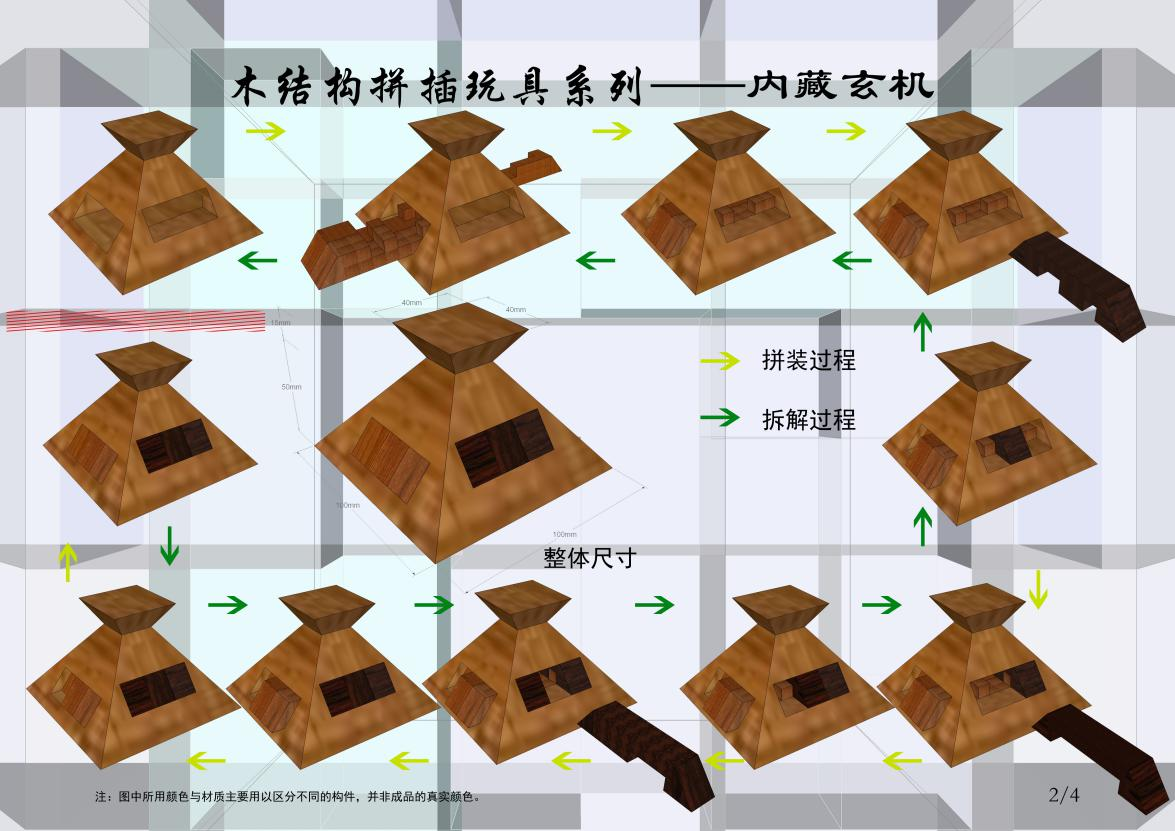 木结构拼插玩具系列——内藏玄机
40mm
40mm
15mm
50mm
拼装过程
拆解过程
100mm
100mm
整体尺寸
注：图中所用颜色与材质主要用以区分不同的构件，并非成品的真实颜色。
2/4